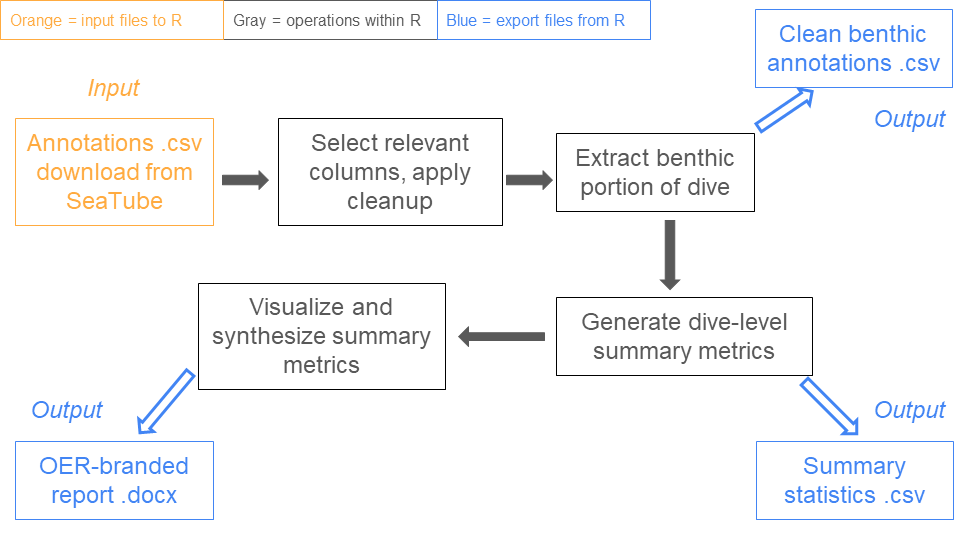 Orange = input files to R
Gray = operations within R
Blue = export files from R
Clean benthic
annotations .csv
Output
Input
Annotations .csv
download from
SeaTube
Select relevant
columns, apply
cleanup
Extract benthic
portion of dive
Visualize and
synthesize summary
metrics
Generate dive-level
summary metrics
Output
Output
OER-branded
report .docx
Summary
statistics .csv